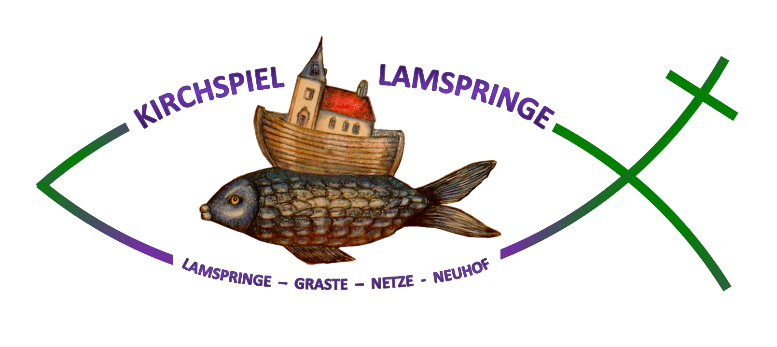 KIRCHSPIEL LAMSPRINGE
LAMSPRINGE – GRASTE – NETZE - NEUHOF